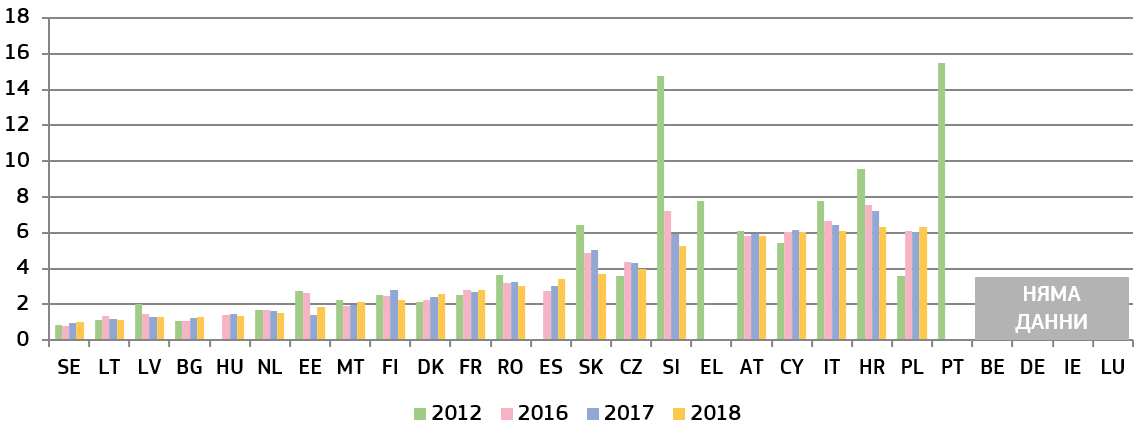 18
16
14
12
10
8
6
4
2
0
НЯМА
ДАННИ
SE LT LV BG HU NL EE MT FI DK FR RO ES SK CZ SI EL AT CY IT HR PL PT BE DE IE LU
2012 2016 2017 2018